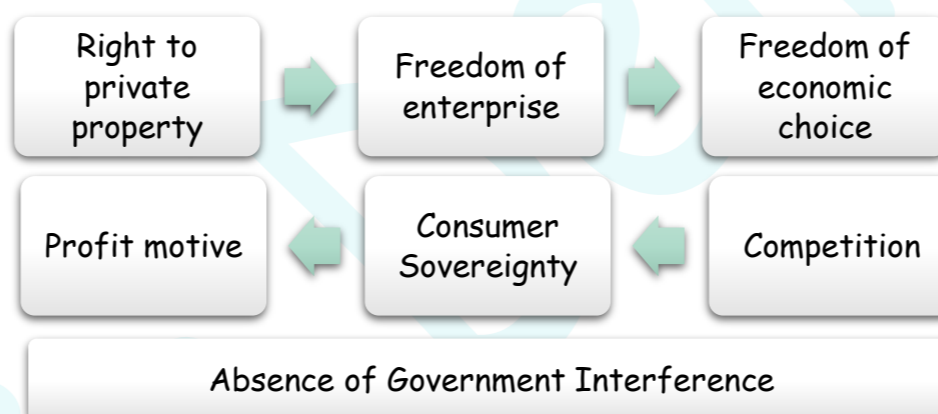 Right to
private
property
Freedom of
enterprise
Freedom of
economic
choice
Profit motive
Consumer
Sovereignty
Competition
Absence of Government Interference